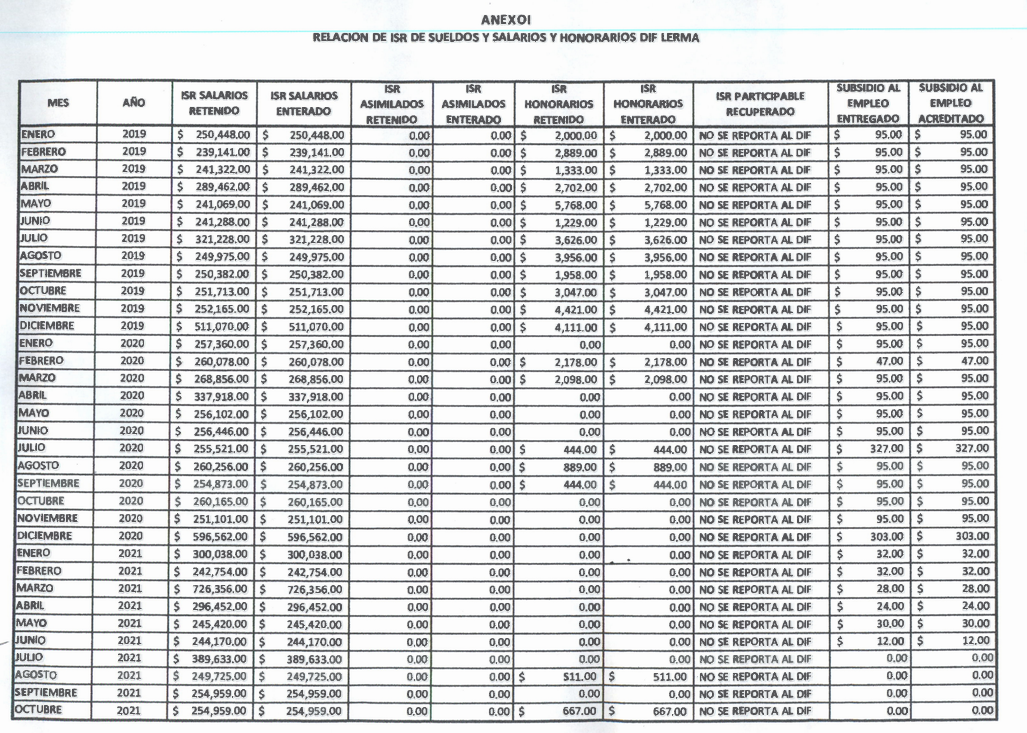 ANEXOI
RELACION DE ISR DE SUELDOS Y SALARIOS Y HONORARIOS DIF LERMA
MES AÑO ISR SALARIOS RETENIDO ISR SALARIOS ENTERADO ISR ASIMILADOS RETENIDO ISR ASIMILADOS ENTERADO ISR HONORARIOS RETENIDO ISR HONORARIOS ENTERADO ISR PARTICIPABLE RECUPERADO SUBSIDIO AL EMPLEO ENTREGADO SUBSIDIO AL EMPLEO ACREDITADO
ENERO 2019 $ 250,448.00 $ 250,448.00 0.00 0.00 $ 2,000.00 $ 2,000.00 NO SE REPORTA AL DIF $ 95.00 $ 95.00
FEBRERO 2019 $ 239,141.00 $ 239,141.00 0.00 0.00 $ 2,889.00 $ 2,889.00 NO SE REPORTA AL DIF $ 95.00 $ 95.00
MARZO 2019 $ 241,322.00 $ 241,322.00 0.00 0.00 $ 1,333.00 $ 1,333.00 NO SE REPORTA AL DIF $ 95.00 $ 95.00
ABRIL 2019 $ 289,462.00 $ 289,462.00 0.00 0.00 $ 2,702.00 $ 2,702.00 NO SE REPORTA AL DIF $ 95.00 $ 95.00
MAYO 2019 $ 241,069.00 $ 241,069.00 0.00 0.00 $ 5,768.00 $ 5,768.00 NO SE REPORTA AL DIF $ 95.00 $ 95.00
JUNIO 2019 $ 241,288.00 $ 241,288.00 0.00 0.00 $ 1,229.00 $ 1,229.00 NO SE REPORTA AL DIF $ 95.00 $ 95.00
JULIO 2019 $ 321,228.00 $ 321,228.00 0.00 0.00 $ 3,626.00 $ 3,626.00 NO SE REPORTA AL DIF $ 95.00 $ 95.00
AGOSTO 2019 $ 249,975.00 $ 249,975.00 0.00 0.00 $ 3,956.00 $ 3,956.00 NO SE REPORTA AL DIF $ 95.00 $ 95.00
SEPTIEMBRE 2019 $ 250,382.00 $ 250,382.00 0.00 0.00 $ 1,958.00 $ 1,958.00 NO SE REPORTA AL DIF $ 95.00 $ 95.00
OCTUBRE 2019 $ 251,713.00 $ 251,713.00 0.00 0.00 $ 3,047.00 $ 3,047.00 NO SE REPORTA AL DIF $ 95.00 $ 95.00
NOVIEMBRE 2019 $ 252,165.00 $ 252,165.00 0.00 0.00 $ 4,421.00 $ 4,421.00 NO SE REPORTA AL DIF $ 95.00 $ 95.00
DICIEMBRE 2019 $ 511,070.00 $ 511,070.00 0.00 0.00 $ 4,111.00 $ 4,111.00 NO SE REPORTA AL DIF $ 95.00 $ 95.00
ENERO 2020 $ 257,360.00 $ 257,360.00 0.00 0.00 0.00 0.00 NO SE REPORTA AL DIF $ 95.00 $ 95.00
FEBRERO 2020 $ 260,078.00 $ 260,078.00 0.00 0.00 $ 2,178.00 $ 2,178.00 NO SE REPORTA AL DIF $ 47.00 $ 47.00
MARZO 2020 $ 268,856.00 $ 268,856.00 0.00 0.00 $ 2,098.00 $ 2,098.00 NO SE REPORTA AL DIF $ 95.00 $ 95.00
ABRIL 2020 $ 337,918.00 $ 337,918.00 0.00 0.00 0.00 0.00 NO SE REPORTA AL DIF $ 95.00 $ 95.00
MAYO 2020 $ 256,102.00 $ 256,102.00 0.00 0.00 0.00 0.00 NO SE REPORTA AL DIF $ 95.00 $ 95.00
JUNIO 2020 $ 256,446.00 $ 256,446.00 0.00 0.00 0.00 0.00 NO SE REPORTA AL DIF $ 95.00 $ 95.00
JULIO 2020 $ 255,521.00 $ 255,521.00 0.00 0.00 $ 444.00 $ 444.00 NO SE REPORTA AL DIF $ 327.00 $ 327.00
AGOSTO 2020 $ 260,256.00 $ 260,256.00 0.00 0.00 $ 889.00 $ 889.00 NO SE REPORTA AL DIF $ 95.00 $ 95.00
SEPTIEMBRE 2020 $ 254,873.00 $ 254,873.00 0.00 0.00 $ 444.00 $ 444.00 NO SE REPORTA AL DIF $ 95.00 $ 95.00
OCTUBRE 2020 $ 260,165.00 $ 260,165.00 0.00 0.00 0.00 0.00 NO SE REPORTA AL DIF $ 95.00 $ 95.00
NOVIEMBRE 2020 $ 251,101.00 $ 251,101.00 0.00 0.00 0.00 0.00 NO SE REPORTA AL DIF $ 95.00 $ 95.00
DICIEMBRE 2020 $ 596,562.00 $ 596,562.00 0.00 0.00 0.00 0.00 NO SE REPORTA AL DIF $ 303.00 $ 303.00
ENERO 2021 $ 300,038.00 $ 300,038.00 0.00 0.00 0.00 0.00 NO SE REPORTA AL DIF $ 32.00 $ 32.00
FEBRERO 2021 $ 242,754.00 $ 242,754.00 0.00 0.00 0.00 0.00 NO SE REPORTA AL DIF $ 32.00 $ 32.00
MARZO 2021 $ 726,356.00 $ 726,356.00 0.00 0.00 0.00 0.00 NO SE REPORTA AL DIF $ 28.00 $ 28.00
ABRIL 2021 $ 296,452.00 $ 296,452.00 0.00 0.00 0.00 0.00 NO SE REPORTA AL DIF $ 24.00 $ 24.00
MAYO 2021 $ 245,420.00 $ 245,420.00 0.00 0.00 0.00 0.00 NO SE REPORTA AL DIF $ 30.00 $ 30.00
JUNIO 2021 $ 244,170.00 $ 244,170.00 0.00 0.00 0.00 0.00 NO SE REPORTA AL DIF $ 12.00 $ 12.00
JULIO 2021 $ 389,633.00 $ 389,633.00 0.00 0.00 0.00 0.00 NO SE REPORTA AL DIF 0.00 0.00
AGOSTO 2021 $ 249,725.00 $ 249,725.00 0.00 0.00 $ 511.00 $ 511.00 NO SE REPORTA AL DIF 0.00 0.00
SEPTIEMBRE 2021 $ 254,959.00 $ 254,959.00 0.00 0.00 0.00 0.00 NO SE REPORTA AL DIF 0.00 0.00
OCTUBRE 2021 $ 254,959.00 $ 254,959.00 0.00 0.00 $ 667.00 $ 667.00 NO SE REPORTA AL DIF 0.00 0.00